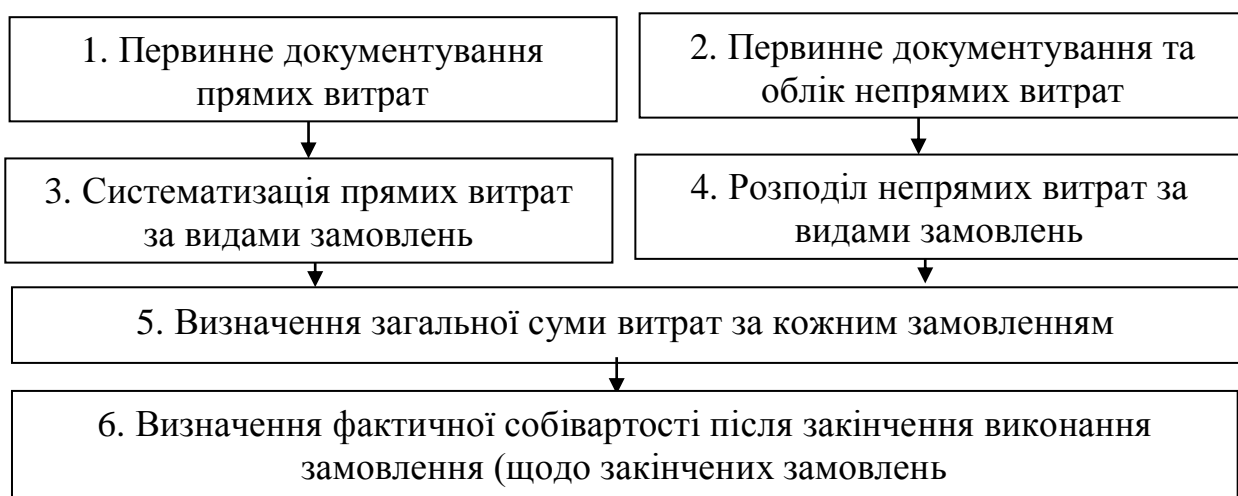 1. Первинне документування
прямих витрат
2. Первинне документування та
облік непрямих витрат
3. Систематизація прямих витрат
за видами замовлень
4. Розподіл непрямих витрат за
видами замовлень
5. Визначення загальної суми витрат за кожним замовленням
6. Визначення фактичної собівартості після закінчення виконання
замовлення (щодо закінчених замовлень